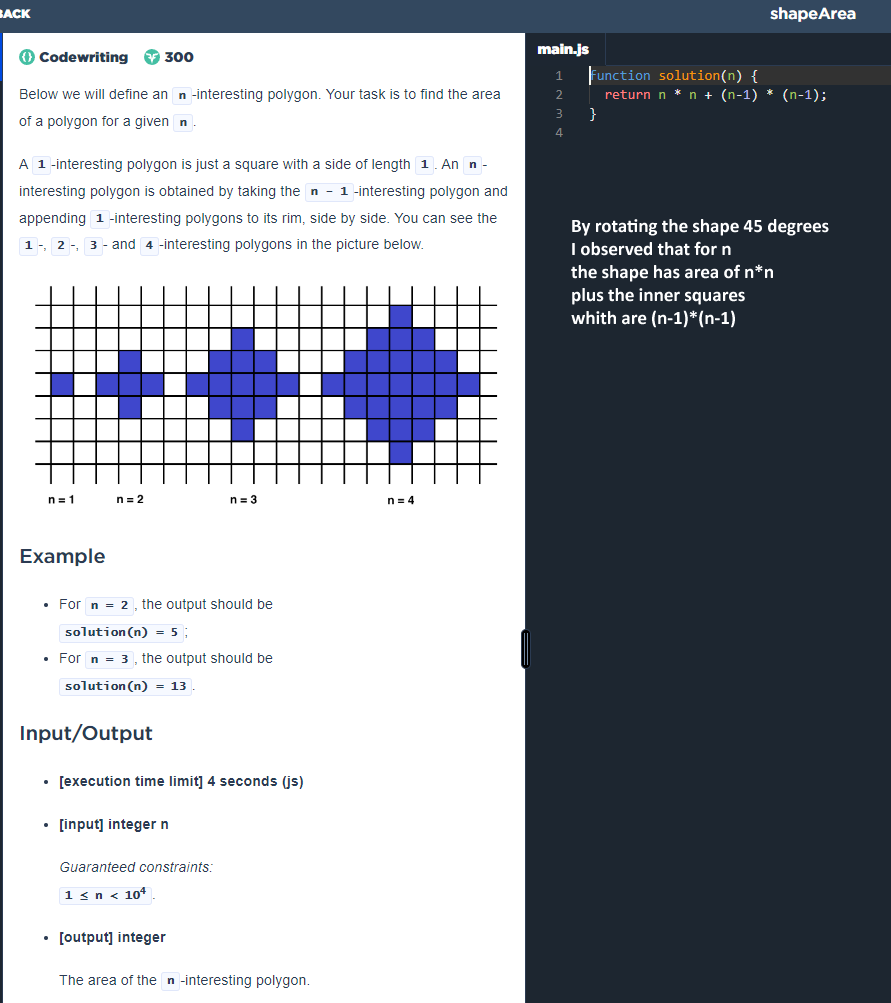 BACK
shapeArea
Codewriting 300
main.js
Below we will define an n -interesting polygon. Your task is to find the area
of a polygon for a given n .
A 1 -interesting polygon is just a square with a side of length 1 . An n -
interesting polygon is obtained by taking the n - 1 -interesting polygon and
appending 1 -interesting polygons to its rim, side by side. You can see the
1 -, 2 -, 3 - and 4 -interesting polygons in the picture below.
n = 1 n = 2 n = 3 n = 4
Example
• For n = 2 , the output should be
solution(n) = 5 ;
• For n = 3 , the output should be
solution(n) = 13 .
Input/Output
• [execution time limit] 4 seconds (js)
• [input] integer n
Guaranteed constraints:
1 ≤ n < 10⁴ .
• [output] integer
The area of the n -interesting polygon.
1 function solution(n) {
2 return n * n + (n-1) * (n-1);
3 }
4
By rotating the shape 45 degrees
I observed that for n
the shape has area of n*n
plus the inner squares
whith are (n-1)*(n-1)